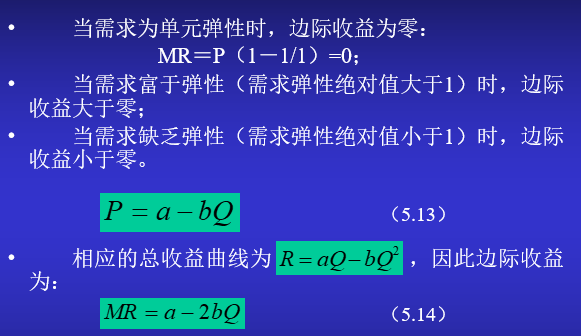 • 当需求为单元弹性时，边际收益为零：
MR＝P（1－1/1）=0；
• 当需求富于弹性（需求弹性绝对值大于1）时，边际
收益大于零；
• 当需求缺乏弹性（需求弹性绝对值小于1）时，边际
收益小于零。
P = a − bQ （5.13）
• 相应的总收益曲线为 R = aQ − bQ² ，因此边际收益
为：
MR = a − 2bQ （5.14）